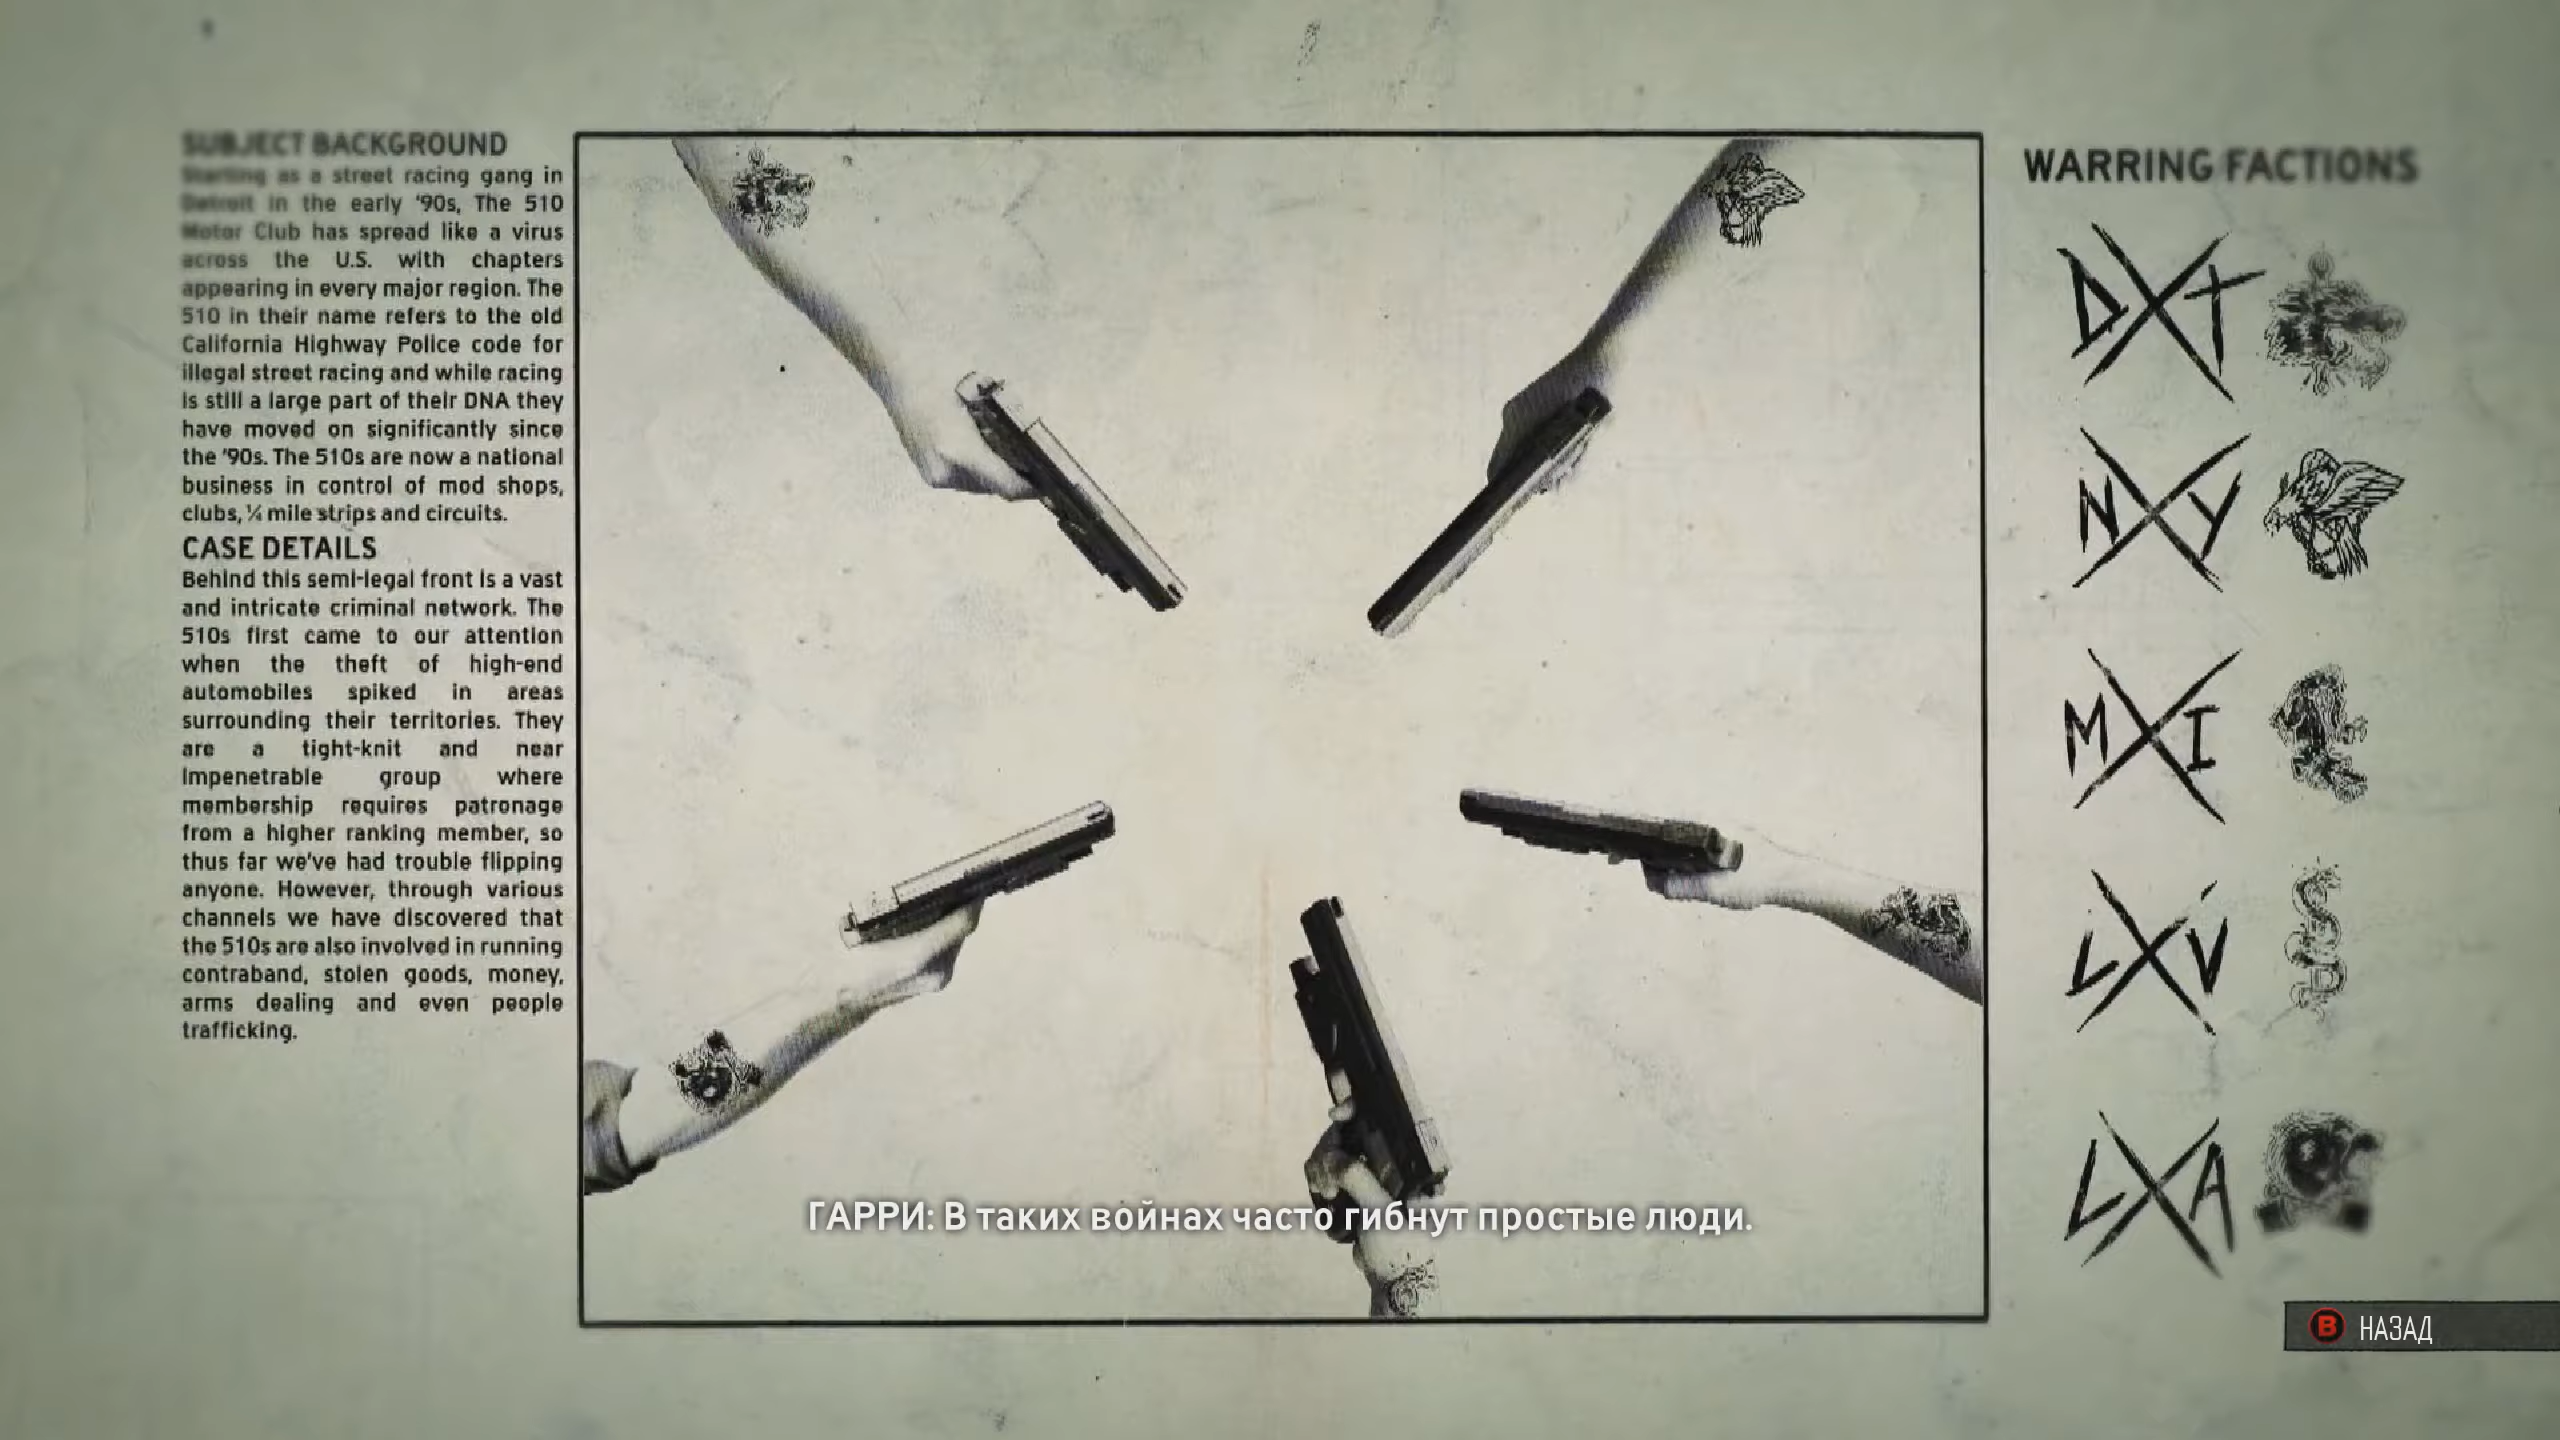 SUBJECT BACKGROUND
Starting as a street racing gang in
Detroit in the early '90s, The 510
Motor Club has spread like a virus
across the U.S. with chapters
appearing in every major region. The
510 in their name refers to the old
California Highway Police code for
illegal street racing and while racing
is still a large part of their DNA they
have moved on significantly since
the '90s. The 510s are now a national
business in control of mod shops,
clubs, ¼ mile strips and circuits.
CASE DETAILS
Behind this semi-legal front is a vast
and intricate criminal network. The
510s first came to our attention
when the theft of high-end
automobiles spiked in areas
surrounding their territories. They
are a tight-knit and near
impenetrable group where
membership requires patronage
from a higher ranking member, so
thus far we've had trouble flipping
anyone. However, through various
channels we have discovered that
the 510s are also involved in running
contraband, stolen goods, money,
arms dealing and even people
trafficking.
ГАРРИ: В таких войнах часто гибнут простые люди.
WARRING FACTIONS
DXT
NXY
MXI
LXV
LXA
B НАЗАД